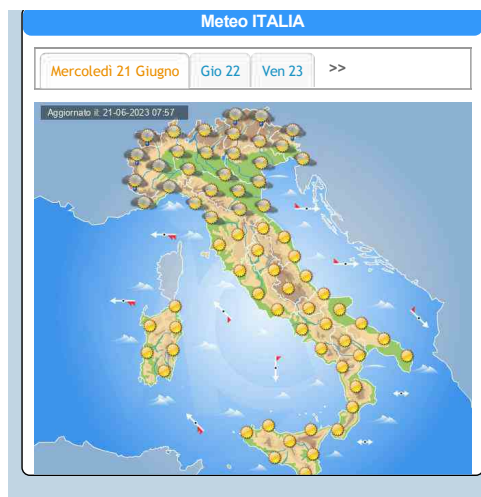 Meteo ITALIA
Mercoledì 21 Giugno Gio 22 Ven 23 >>
Aggiornato il: 21-06-2023 07:57